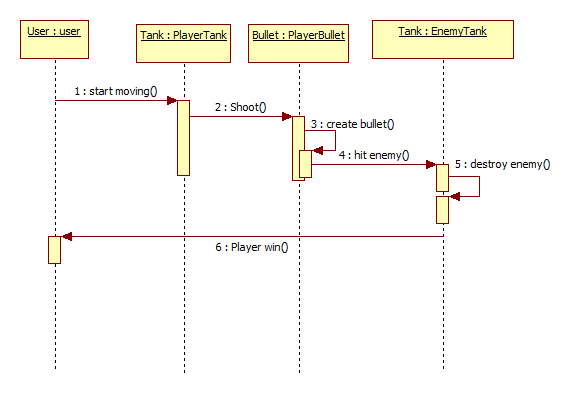 User : user
Tank : PlayerTank
Bullet : PlayerBullet
Tank : EnemyTank
1 : start moving()
2 : Shoot()
3 : create bullet()
4 : hit enemy()
5 : destroy enemy()
6 : Player win()